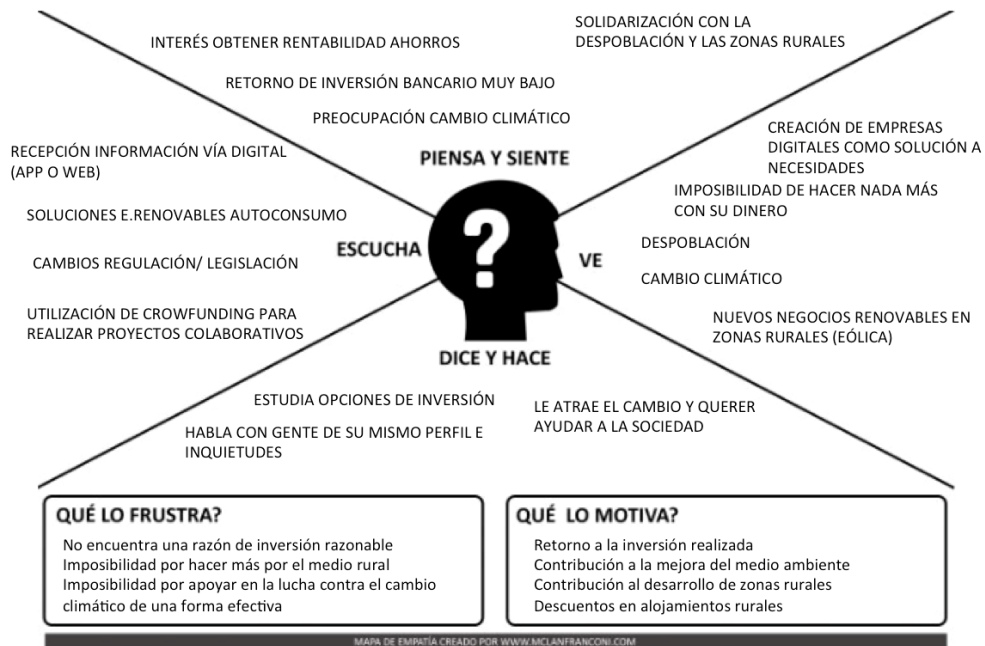 INTERÉS OBTENER RENTABILIDAD AHORROS
SOLIDARIZACIÓN CON LA
DESPOBLACIÓN Y LAS ZONAS RURALES
RETORNO DE INVERSIÓN BANCARIO MUY BAJO
PREOCUPACIÓN CAMBIO CLIMÁTICO
PIENSA Y SIENTE
RECEPCIÓN INFORMACIÓN VÍA DIGITAL
(APP O WEB)
SOLUCIONES E.RENOVABLES AUTOCONSUMO
ESCUCHA
CAMBIOS REGULACIÓN/ LEGISLACIÓN
UTILIZACIÓN DE CROWFUNDING PARA
REALIZAR PROYECTOS COLABORATIVOS
?
CREACIÓN DE EMPRESAS
DIGITALES COMO SOLUCIÓN A
NECESIDADES
IMPOSIBILIDAD DE HACER NADA MÁS
CON SU DINERO
DESPOBLACIÓN
VE
CAMBIO CLIMÁTICO
NUEVOS NEGOCIOS RENOVABLES EN
ZONAS RURALES (EÓLICA)
DICE Y HACE
ESTUDIA OPCIONES DE INVERSIÓN
HABLA CON GENTE DE SU MISMO PERFIL E
INQUIETUDES
LE ATRAE EL CAMBIO Y QUERER
AYUDAR A LA SOCIEDAD
QUÉ LO FRUSTRA?
No encuentra una razón de inversión razonable
Imposibilidad por hacer más por el medio rural
Imposibilidad por apoyar en la lucha contra el cambio
climático de una forma efectiva
QUÉ LO MOTIVA?
Retorno a la inversión realizada
Contribución a la mejora del medio ambiente
Contribución al desarrollo de zonas rurales
Descuentos en alojamientos rurales
MAPA DE EMPATÍA CREADO POR WWW.MCLANFRANCONI.COM